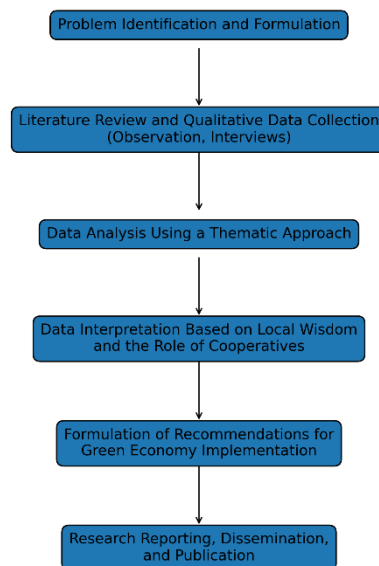 Problem Identification and Formulation
Literature Review and Qualitative Data Collection
(Observation, Interviews)
Data Analysis Using a Thematic Approach
Data Interpretation Based on Local Wisdom
and the Role of Cooperatives
Formulation of Recommendations for
Green Economy Implementation
Research Reporting, Dissemination,
and Publication